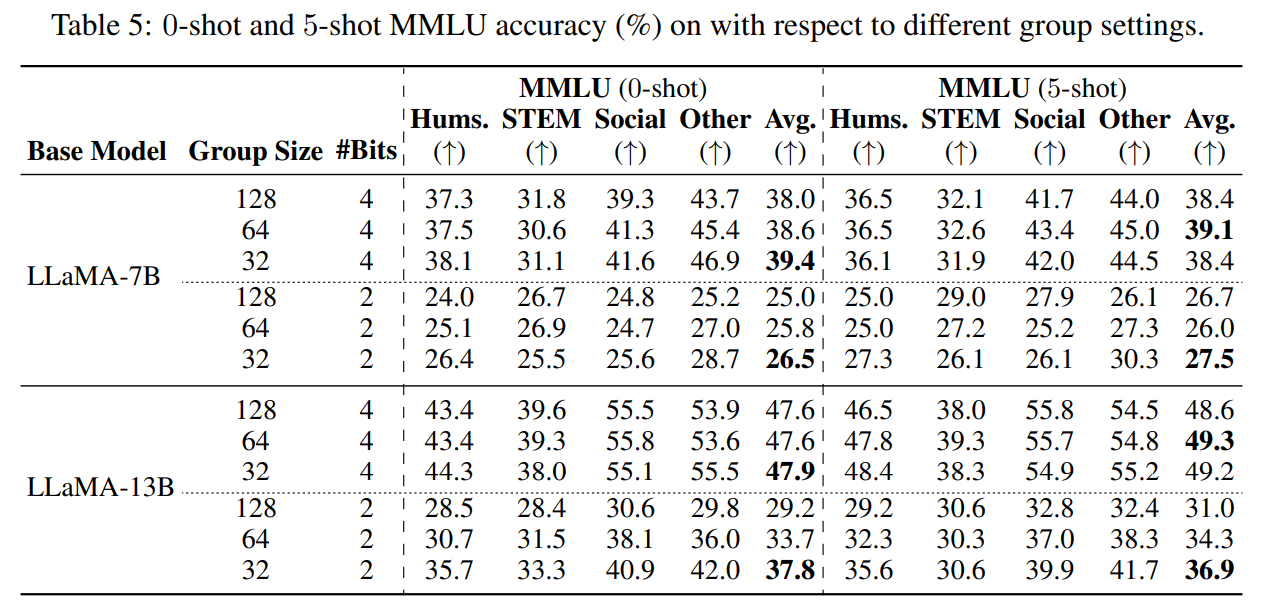 Table 5: 0-shot and 5-shot MMLU accuracy (%) on with respect to different group settings.
MMLU (0-shot) MMLU (5-shot)
Hums. STEM Social Other Avg. Hums. STEM Social Other Avg.
Base Model Group Size #Bits (↑) (↑) (↑) (↑) (↑) (↑) (↑) (↑) (↑) (↑)
128 4 37.3 31.8 39.3 43.7 38.0 36.5 32.1 41.7 44.0 38.4
64 4 37.5 30.6 41.3 45.4 38.6 36.5 32.6 43.4 45.0 39.1
32 4 38.1 31.1 41.6 46.9 39.4 36.1 31.9 42.0 44.5 38.4
LLaMA-7B
128 2 24.0 26.7 24.8 25.2 25.0 25.0 29.0 27.9 26.1 26.7
64 2 25.1 26.9 24.7 27.0 25.8 25.0 27.2 25.2 27.3 26.0
32 2 26.4 25.5 25.6 28.7 26.5 27.3 26.1 26.1 30.3 27.5
128 4 43.4 39.6 55.5 53.9 47.6 46.5 38.0 55.8 54.5 48.6
64 4 43.4 39.3 55.8 53.6 47.6 47.8 39.3 55.7 54.8 49.3
32 4 44.3 38.0 55.1 55.5 47.9 48.4 38.3 54.9 55.2 49.2
LLaMA-13B
128 2 28.5 28.4 30.6 29.8 29.2 29.2 30.6 32.8 32.4 31.0
64 2 30.7 31.5 38.1 36.0 33.7 32.3 30.3 37.0 38.3 34.3
32 2 35.7 33.3 40.9 42.0 37.8 35.6 30.6 39.9 41.7 36.9